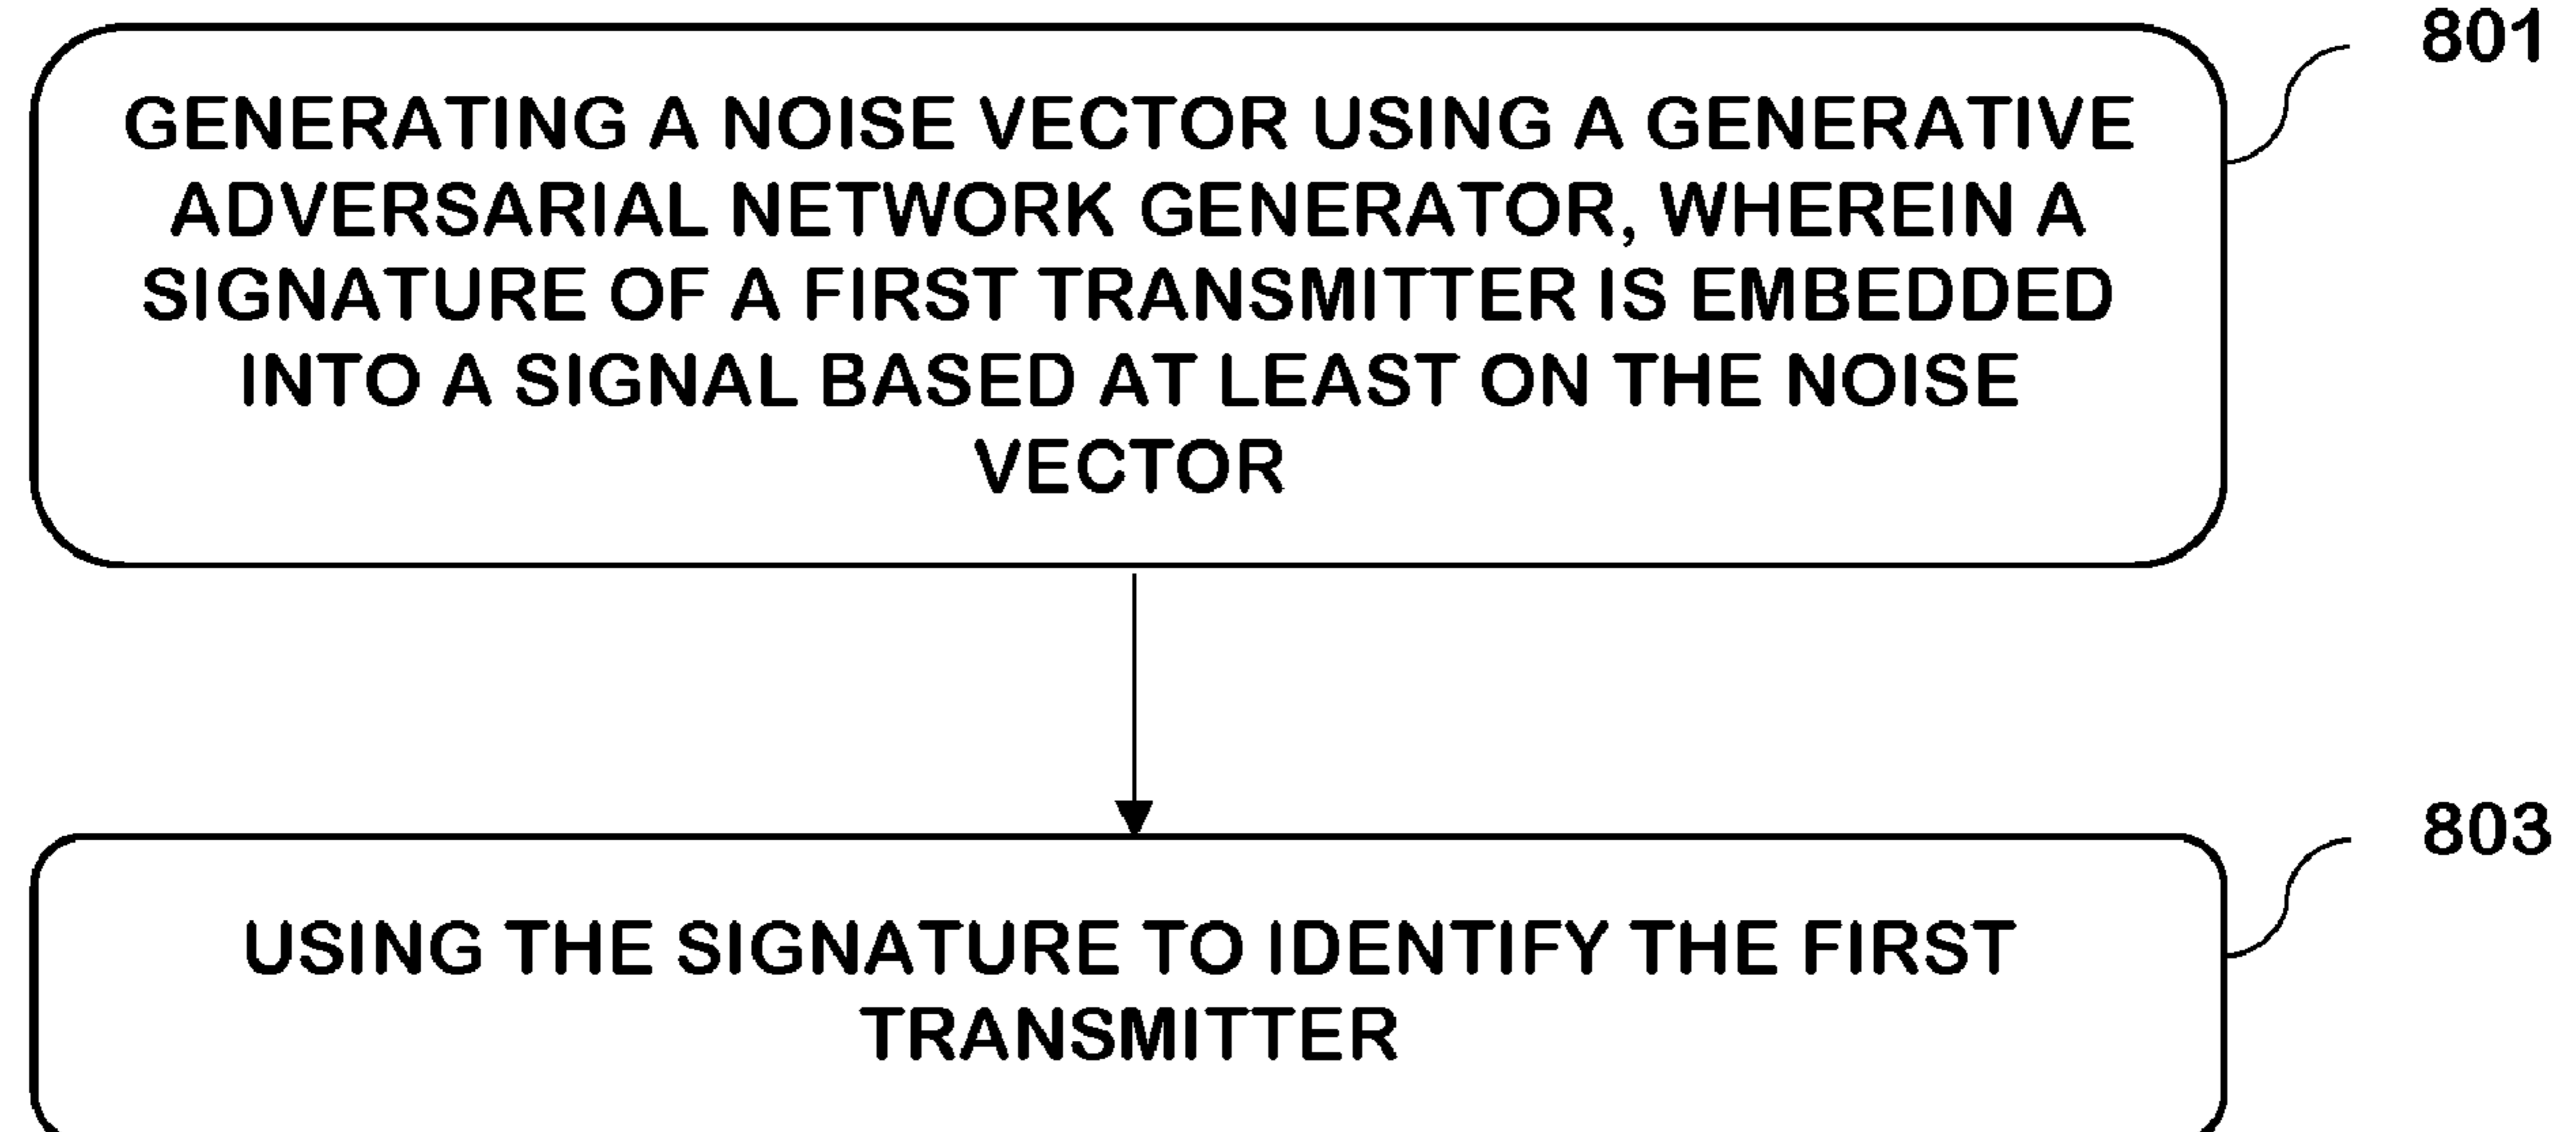 801
GENERATING A NOISE VECTOR USING A GENERATIVE
ADVERSARIAL NETWORK GENERATOR, WHEREIN A
SIGNATURE OF A FIRST TRANSMITTER IS EMBEDDED
INTO A SIGNAL BASED AT LEAST ON THE NOISE
VECTOR
803
USING THE SIGNATURE TO IDENTIFY THE FIRST
TRANSMITTER